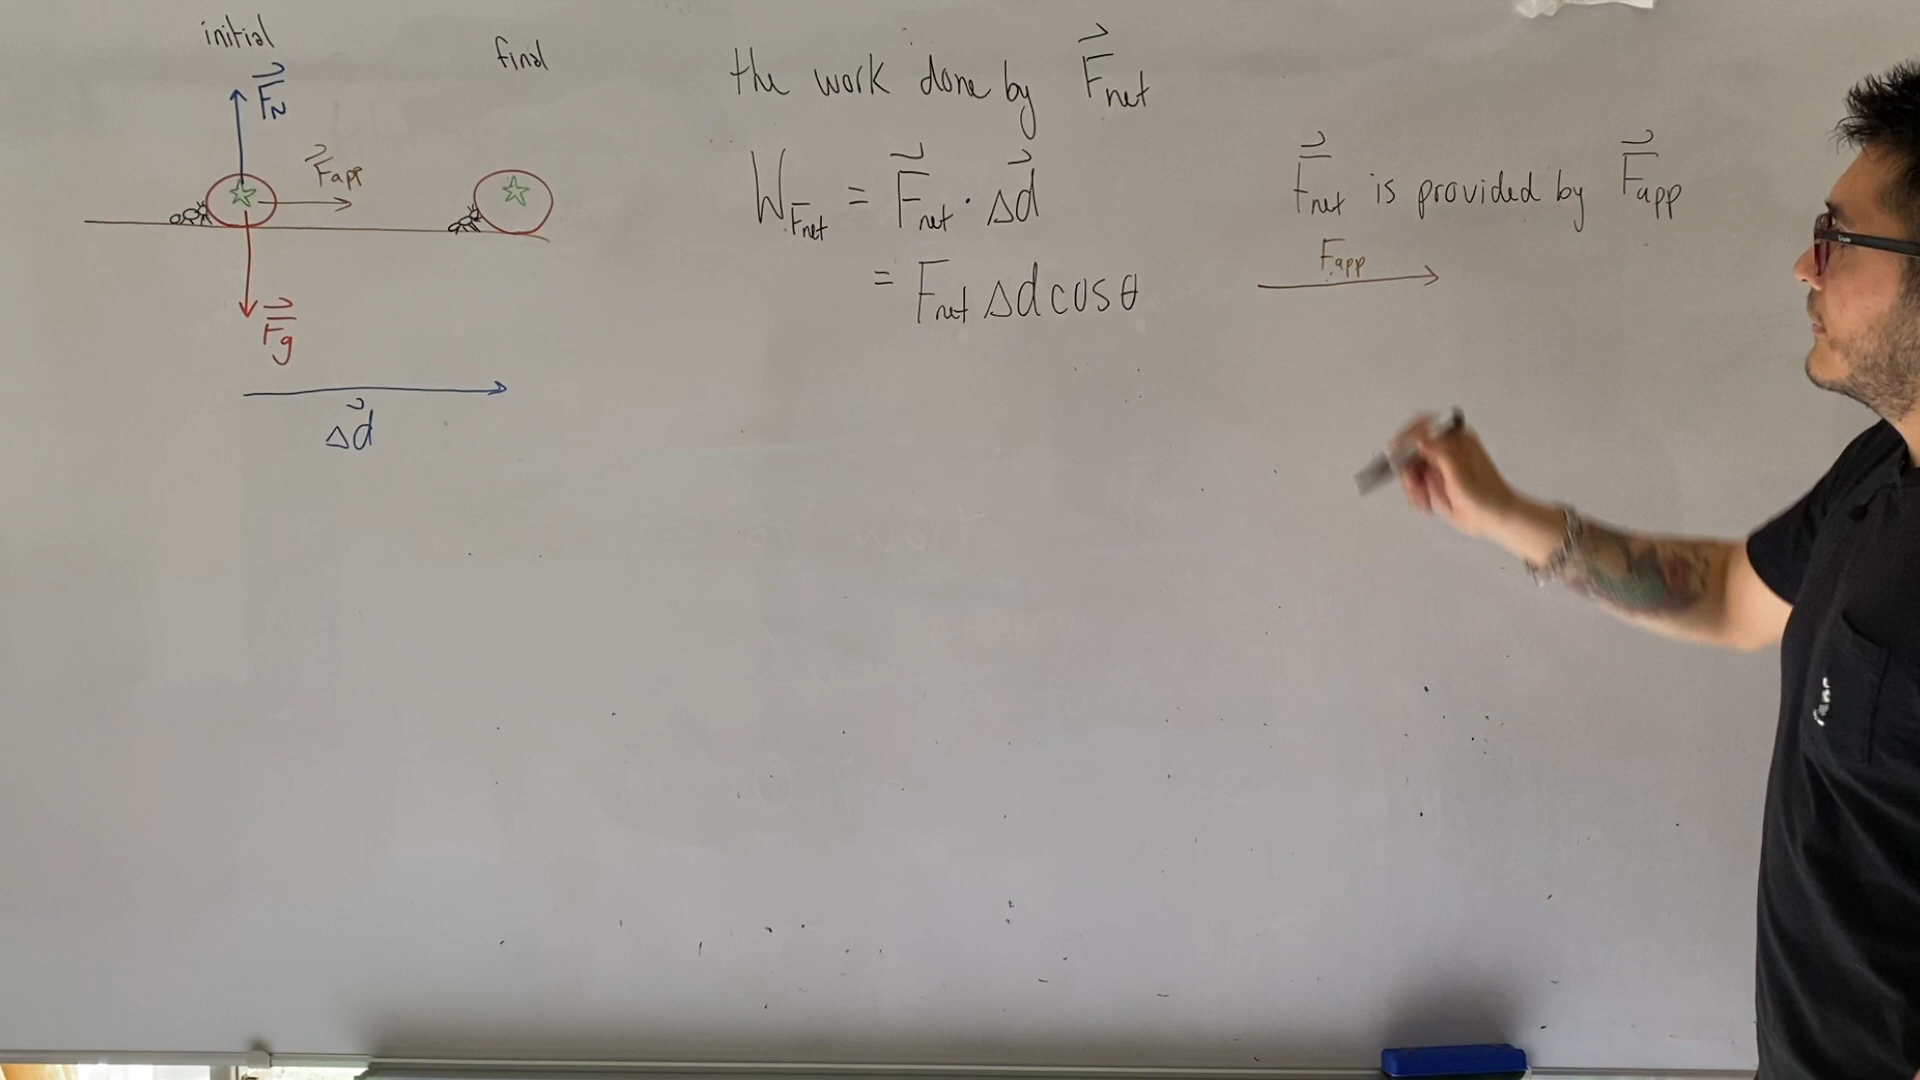 initial
final
F⃗N
F⃗app
F⃗g
Δd⃗
the work done by F⃗net
WFnet = F⃗net · Δd⃗
= Fnet Δd cos θ
F⃗net is provided by F⃗app
Fapp